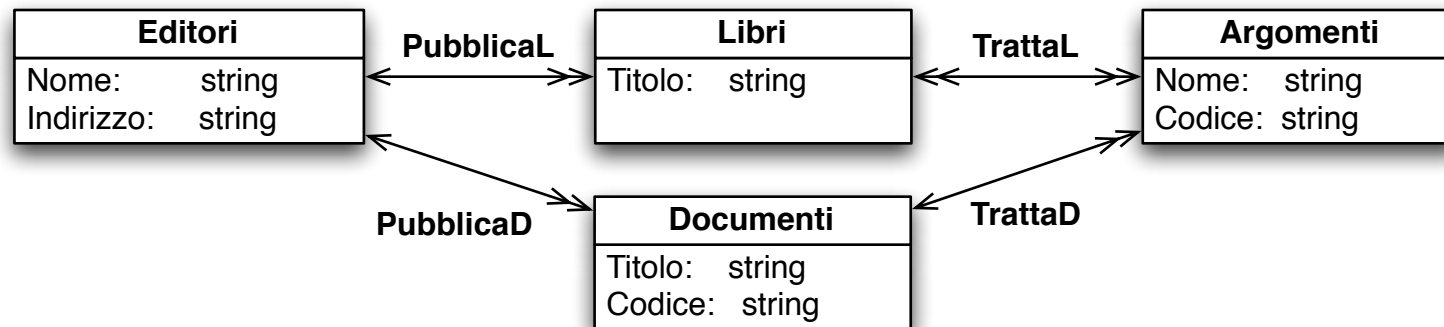 Editori
Nome: string
Indirizzo: string
PubblicaL
Libri
Titolo: string
TrattaL
Argomenti
Nome: string
Codice: string
PubblicaD
Documenti
Titolo: string
Codice: string
TrattaD